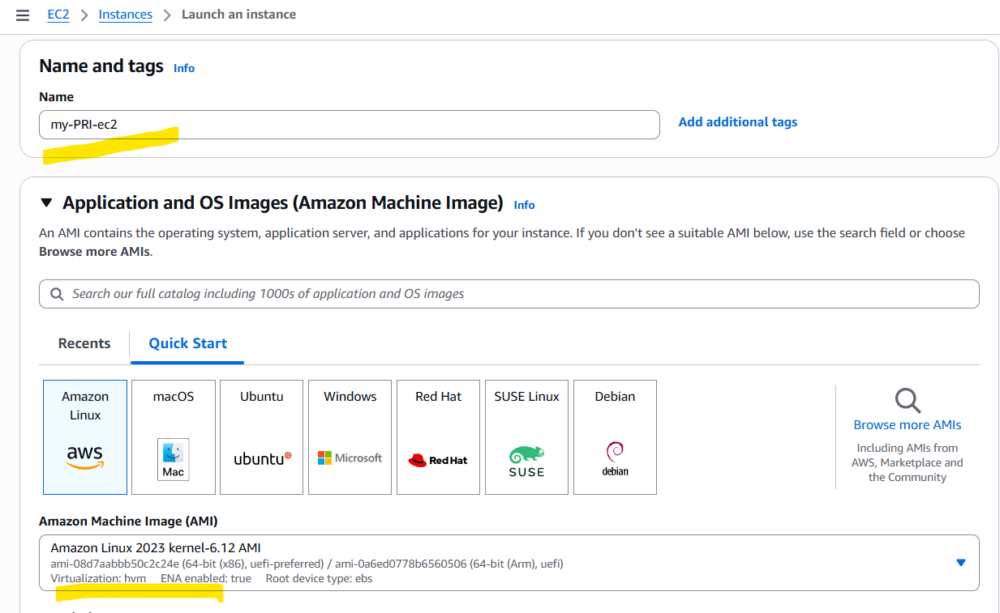 EC2 > Instances > Launch an instance
Name and tags Info
Name
my-PRI-ec2
Add additional tags
Application and OS Images (Amazon Machine Image) Info
An AMI contains the operating system, application server, and applications for your instance. If you don't see a suitable AMI below, use the search field or choose
Browse more AMIs.
Search our full catalog including 1000s of application and OS images
Recents
Quick Start
Amazon
Linux
aws
macOS
Mac
Ubuntu
ubuntu
Windows
Microsoft
Red Hat
Red Hat
SUSE Linux
SUSE
Debian
debian
Browse more AMIs
Including AMIs from
AWS, Marketplace and
the Community
Amazon Machine Image (AMI)
Amazon Linux 2023 kernel-6.12 AMI
ami-08d7aabbb50c2c24e (64-bit (x86), uefi-preferred) / ami-0a6ed0778b6560506 (64-bit (Arm), uefi)
Virtualization: hvm ENA enabled: true Root device type: ebs